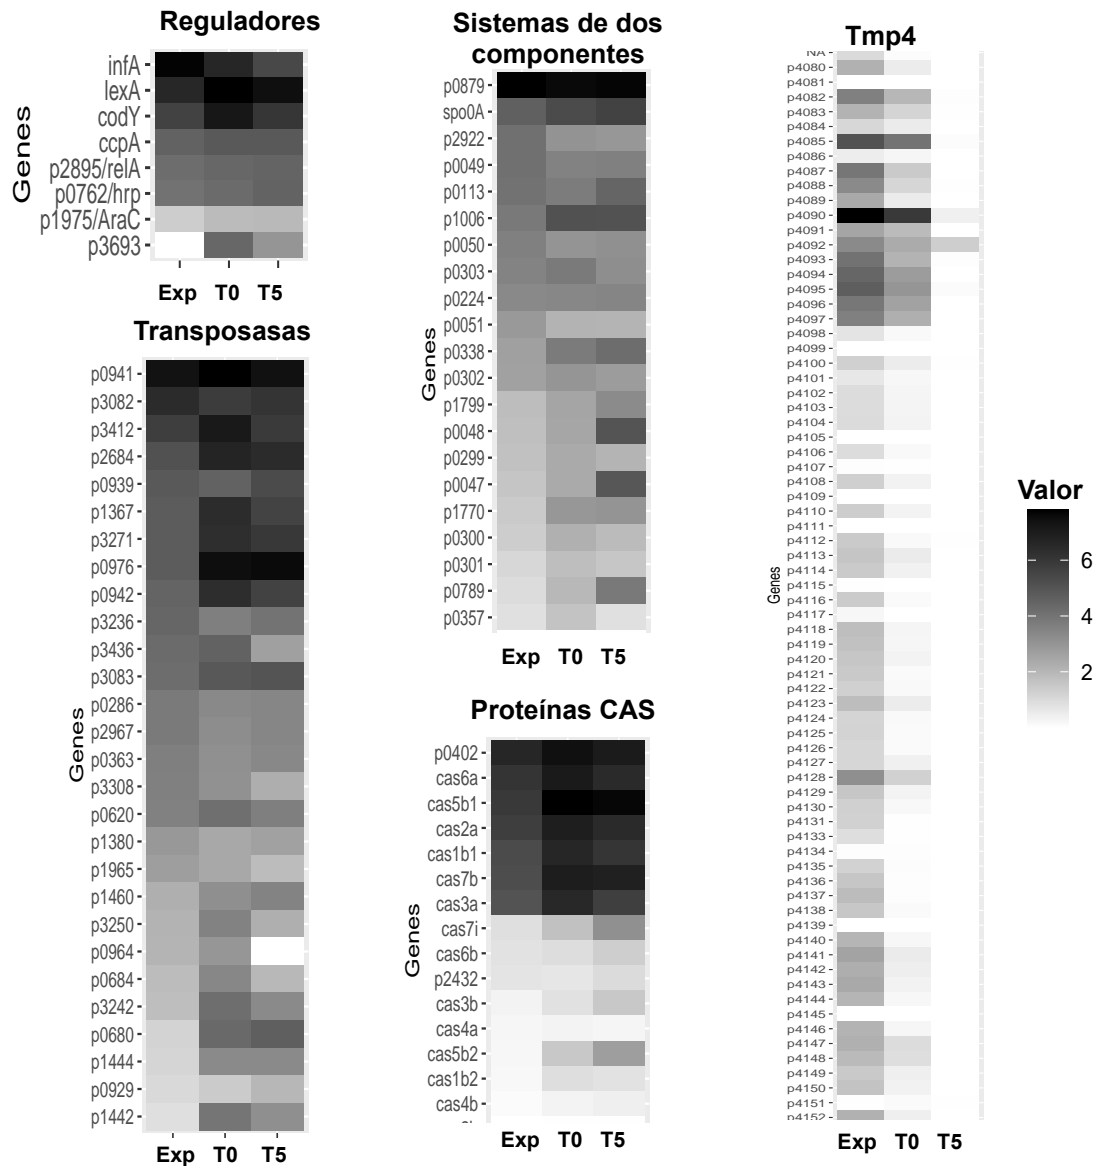 Reguladores
Genes
infA
lexA
codY
ccpA
p2895/relA
p0762/hrp
p1975/AraC
p3693
Exp T0 T5
Transposasas
Genes
p0941
p3082
p3412
p2684
p0939
p1367
p3271
p0976
p0942
p3236
p3436
p3083
p0286
p2967
p0363
p3308
p0620
p1380
p1965
p1460
p3250
p0964
p0684
p3242
p0680
p1444
p0929
p1442
Exp T0 T5
Sistemas de dos
componentes
Genes
p0879
spo0A
p2922
p0049
p0113
p1006
p0050
p0303
p0224
p0051
p0338
p0302
p1799
p0048
p0299
p0047
p1770
p0300
p0301
p0789
p0357
Exp T0 T5
Proteínas CAS
Genes
p0402
cas6a
cas5b1
cas2a
cas1b1
cas7b
cas3a
cas7i
cas6b
p2432
cas3b
cas4a
cas5b2
cas1b2
cas4b
Exp T0 T5
Tmp4
Genes
NA
p4080
p4081
p4082
p4083
p4084
p4085
p4086
p4087
p4088
p4089
p4090
p4091
p4092
p4093
p4094
p4095
p4096
p4097
p4098
p4099
p4100
p4101
p4102
p4103
p4104
p4105
p4106
p4107
p4108
p4109
p4110
p4111
p4112
p4113
p4114
p4115
p4116
p4117
p4118
p4119
p4120
p4121
p4122
p4123
p4124
p4125
p4126
p4127
p4128
p4129
p4130
p4131
p4133
p4134
p4135
p4136
p4137
p4138
p4139
p4140
p4141
p4142
p4143
p4144
p4145
p4146
p4147
p4148
p4149
p4150
p4151
p4152
Exp T0 T5
Valor
6
4
2